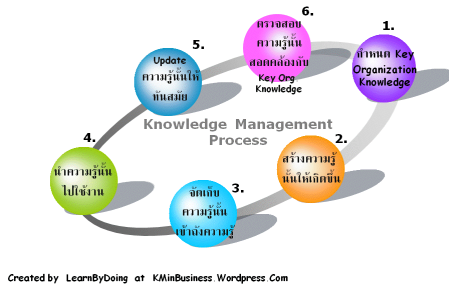 1.
กำหนด Key
Organization
Knowledge
2.
สร้างความรู้
นั้นให้เกิดขึ้น
3.
จัดเก็บ
ความรู้นั้น
เข้าถังความรู้
4.
นำความรู้นั้น
ไปใช้งาน
5.
Update
ความรู้นั้นให้
ทันสมัย
6.
ตรวจสอบ
ความรู้นั้น
สอดคล้องกับ
Key Org
Knowledge
Knowledge Management
Process
Created by LearnByDoing at KMinBusiness.Wordpress.Com